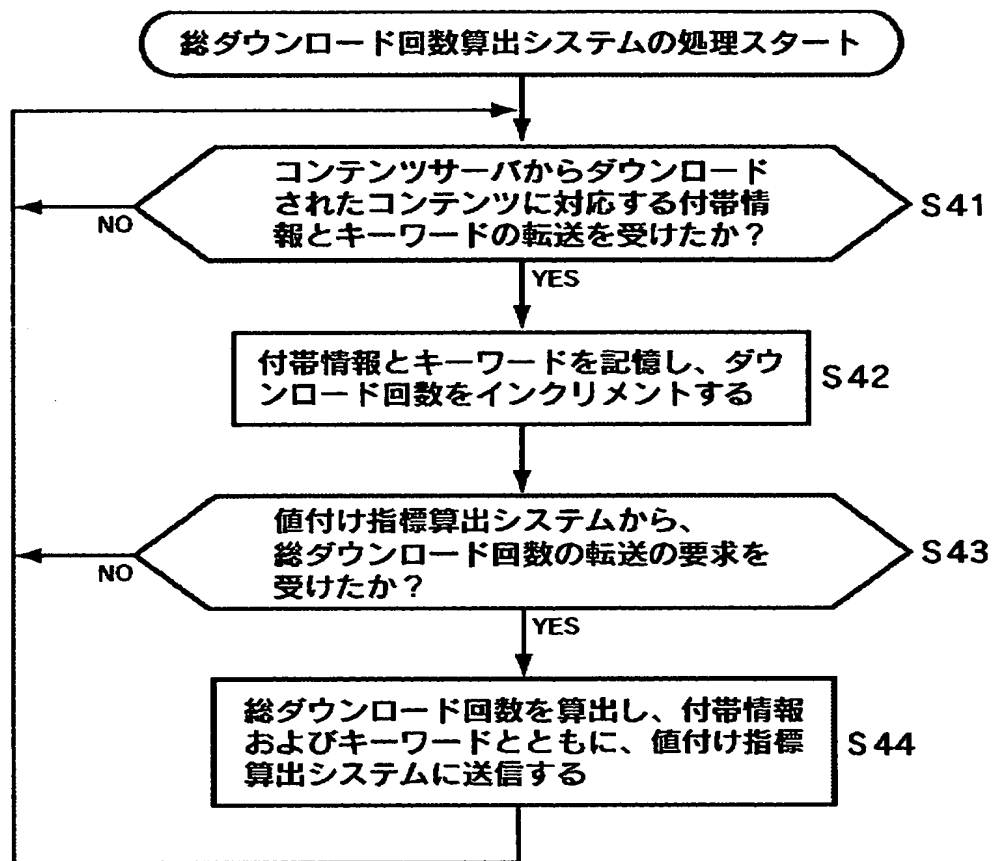 総ダウンロード回数算出システムの処理スタート
コンテンツサーバからダウンロード
されたコンテンツに対応する付帯情
報とキーワードの転送を受けたか?
S41
NO
YES
付帯情報とキーワードを記憶し、ダウ
ンロード回数をインクリメントする
S42
値付け指標算出システムから、
総ダウンロード回数の転送の要求を
受けたか?
S43
NO
YES
総ダウンロード回数を算出し、付帯情報
およびキーワードとともに、値付け指標
算出システムに送信する
S44